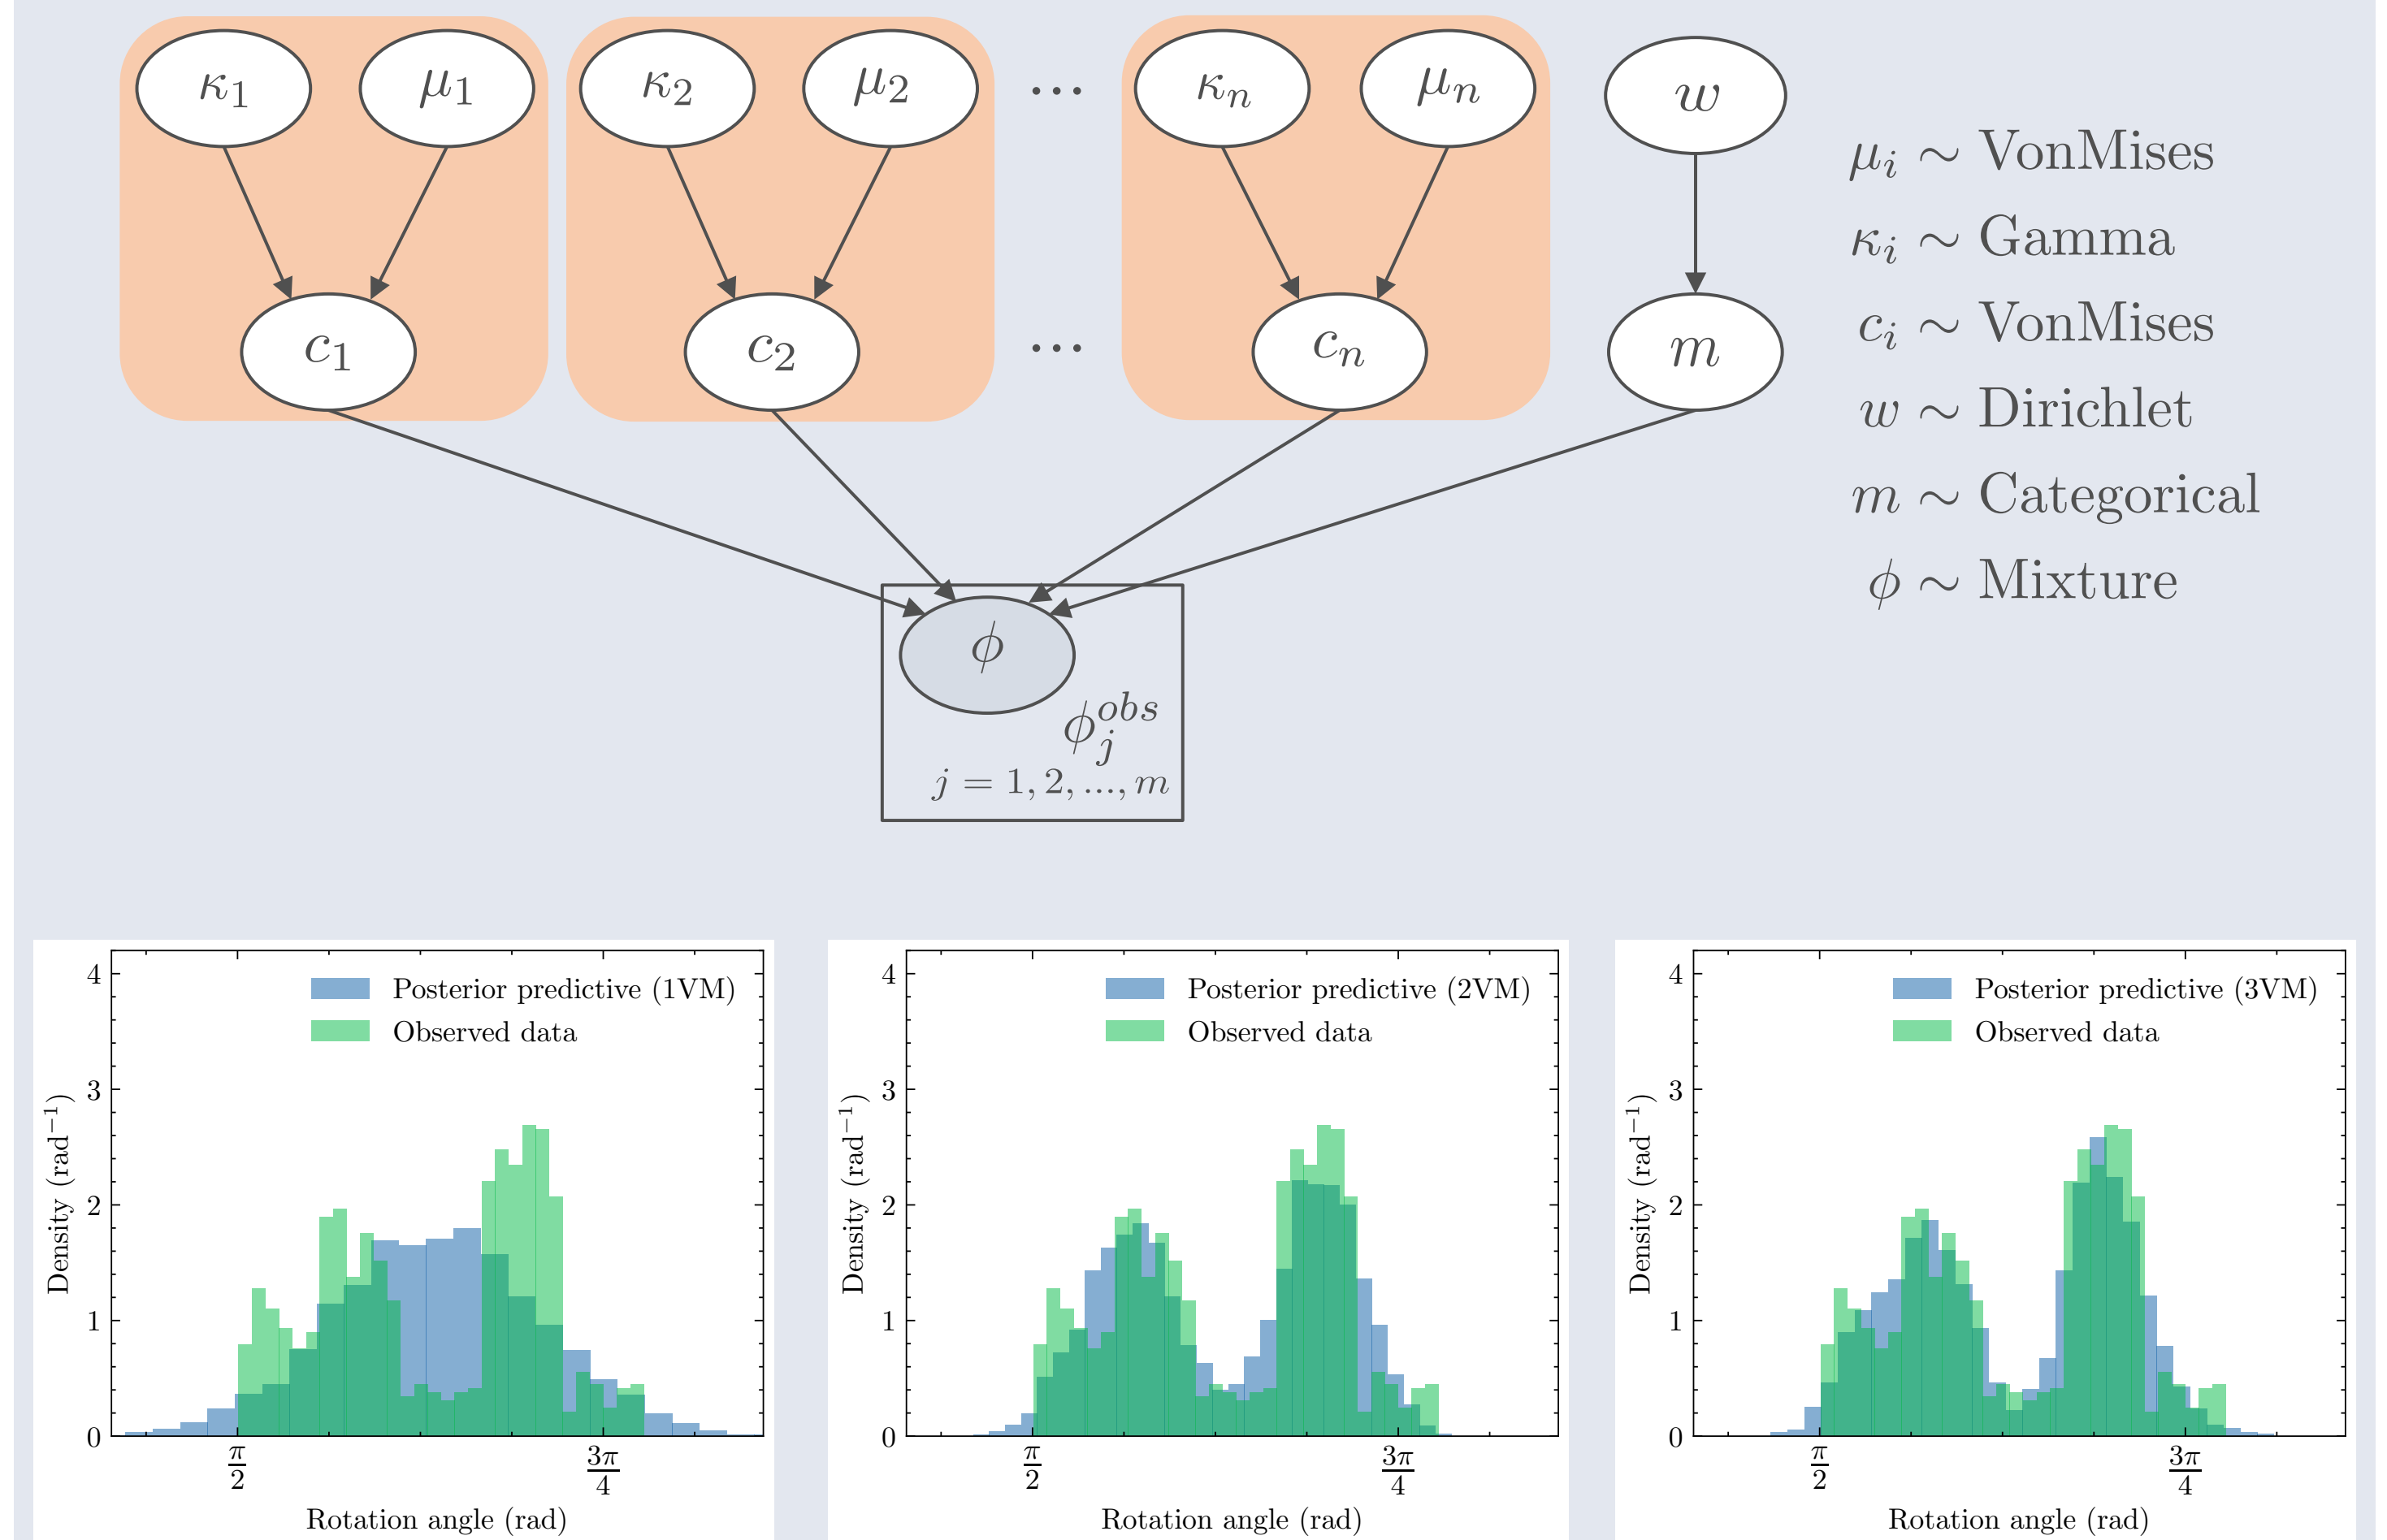 κ₁ μ₁ κ₂ μ₂ ... κₙ μₙ w
c₁ c₂ ... cₙ m
μᵢ ∼ VonMises
κᵢ ∼ Gamma
cᵢ ∼ VonMises
w ∼ Dirichlet
m ∼ Categorical
ϕ ∼ Mixture
ϕ
ϕ_j^{obs}
j = 1, 2, ..., m
Posterior predictive (1VM)
Observed data
4
3
2
1
0
Density (rad⁻¹)
π/2 3π/4
Rotation angle (rad)
Posterior predictive (2VM)
Observed data
4
3
2
1
0
Density (rad⁻¹)
π/2 3π/4
Rotation angle (rad)
Posterior predictive (3VM)
Observed data
4
3
2
1
0
Density (rad⁻¹)
π/2 3π/4
Rotation angle (rad)